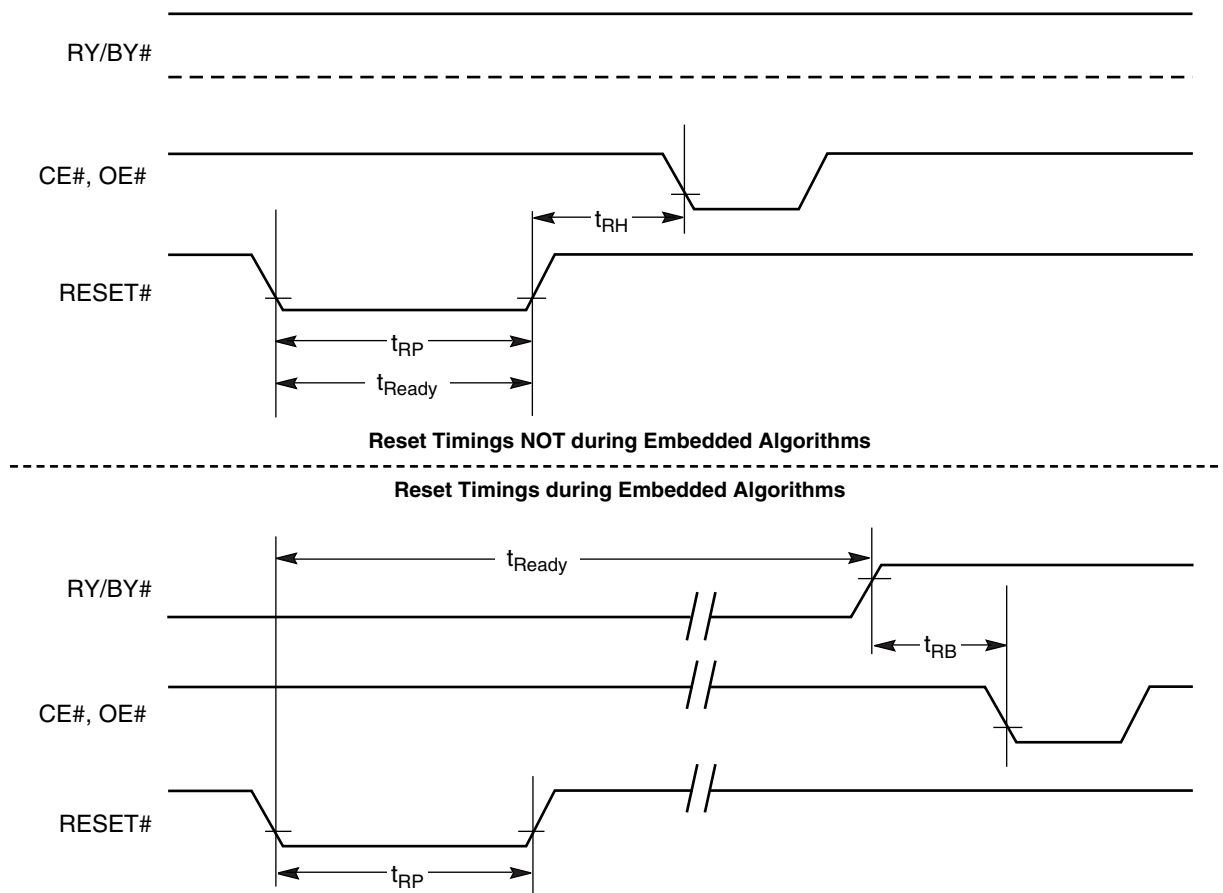 RY/BY#
CE#, OE#
tRH
RESET#
tRP
tReady
Reset Timings NOT during Embedded Algorithms
Reset Timings during Embedded Algorithms
tReady
RY/BY#
tRB
CE#, OE#
RESET#
tRP